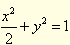 x²/2 + y² = 1